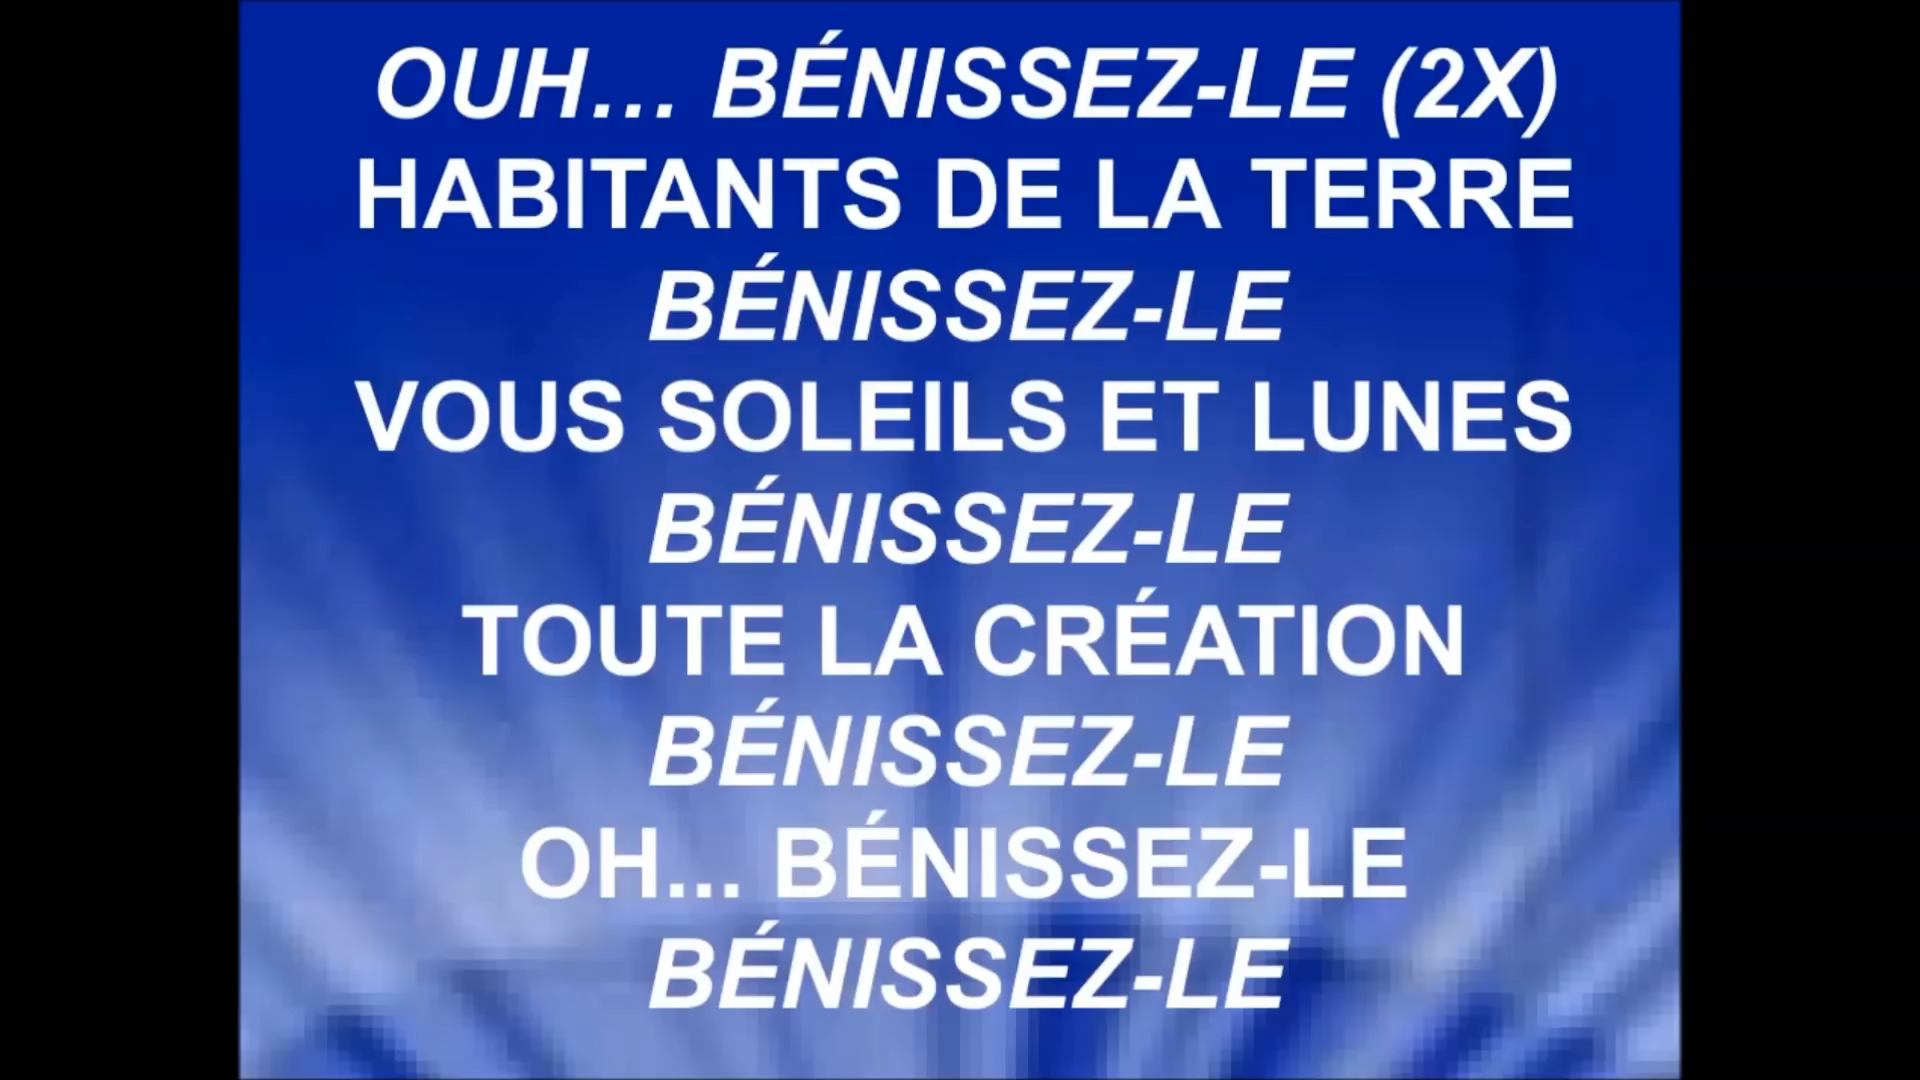 OUH... BÉNISSEZ-LE (2X)
HABITANTS DE LA TERRE
BÉNISSEZ-LE
VOUS SOLEILS ET LUNES
BÉNISSEZ-LE
TOUTE LA CRÉATION
BÉNISSEZ-LE
OH... BÉNISSEZ-LE
BÉNISSEZ-LE